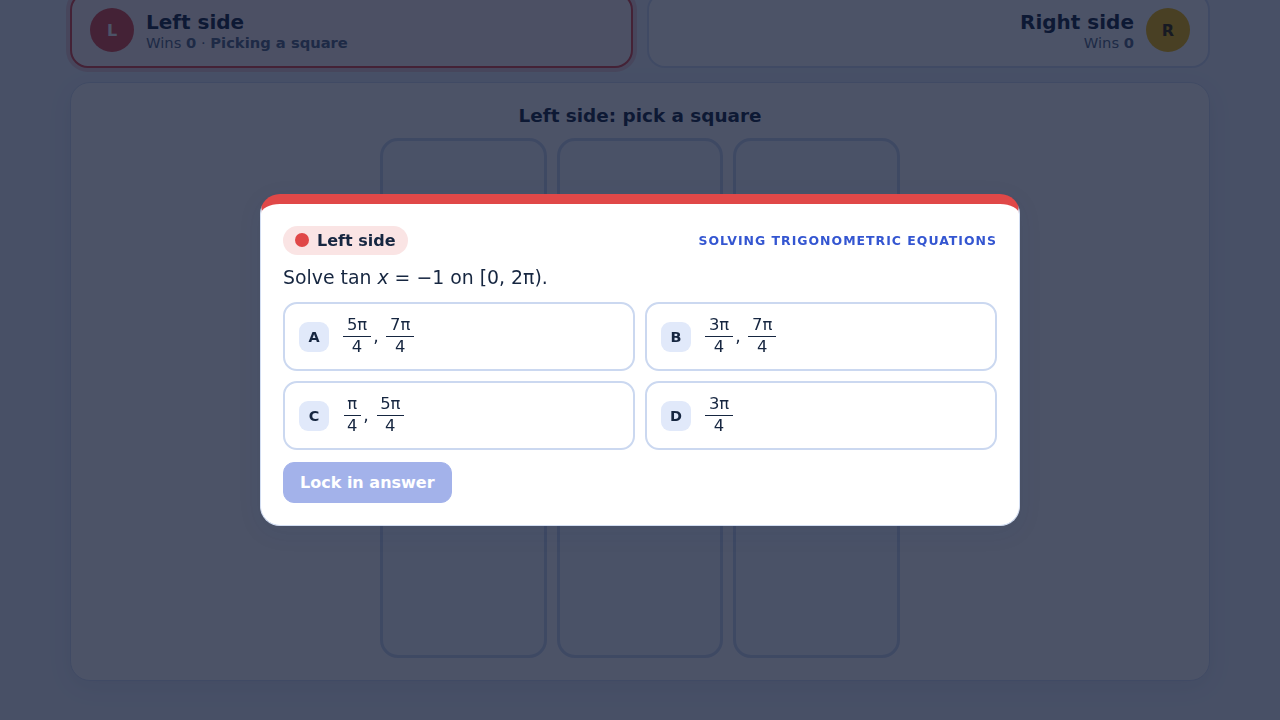 L
Left side
Wins 0 · Picking a square
Right side
Wins 0
R
Left side: pick a square
Left side
SOLVING TRIGONOMETRIC EQUATIONS
Solve tan x = −1 on [0, 2π).
A 5π/4, 7π/4
B 3π/4, 7π/4
C π/4, 5π/4
D 3π/4
Lock in answer